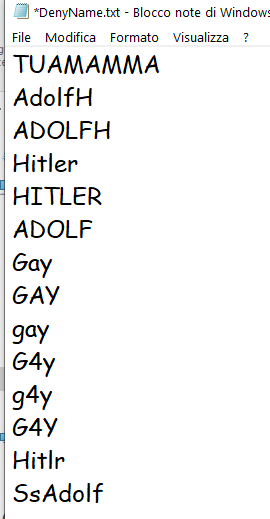 *DenyName.txt - Blocco note di Windows
File Modifica Formato Visualizza ?
TUAMAMMA
AdolfH
ADOLFH
Hitler
HITLER
ADOLF
Gay
GAY
gay
G4y
g4y
G4Y
Hitlr
SsAdolf